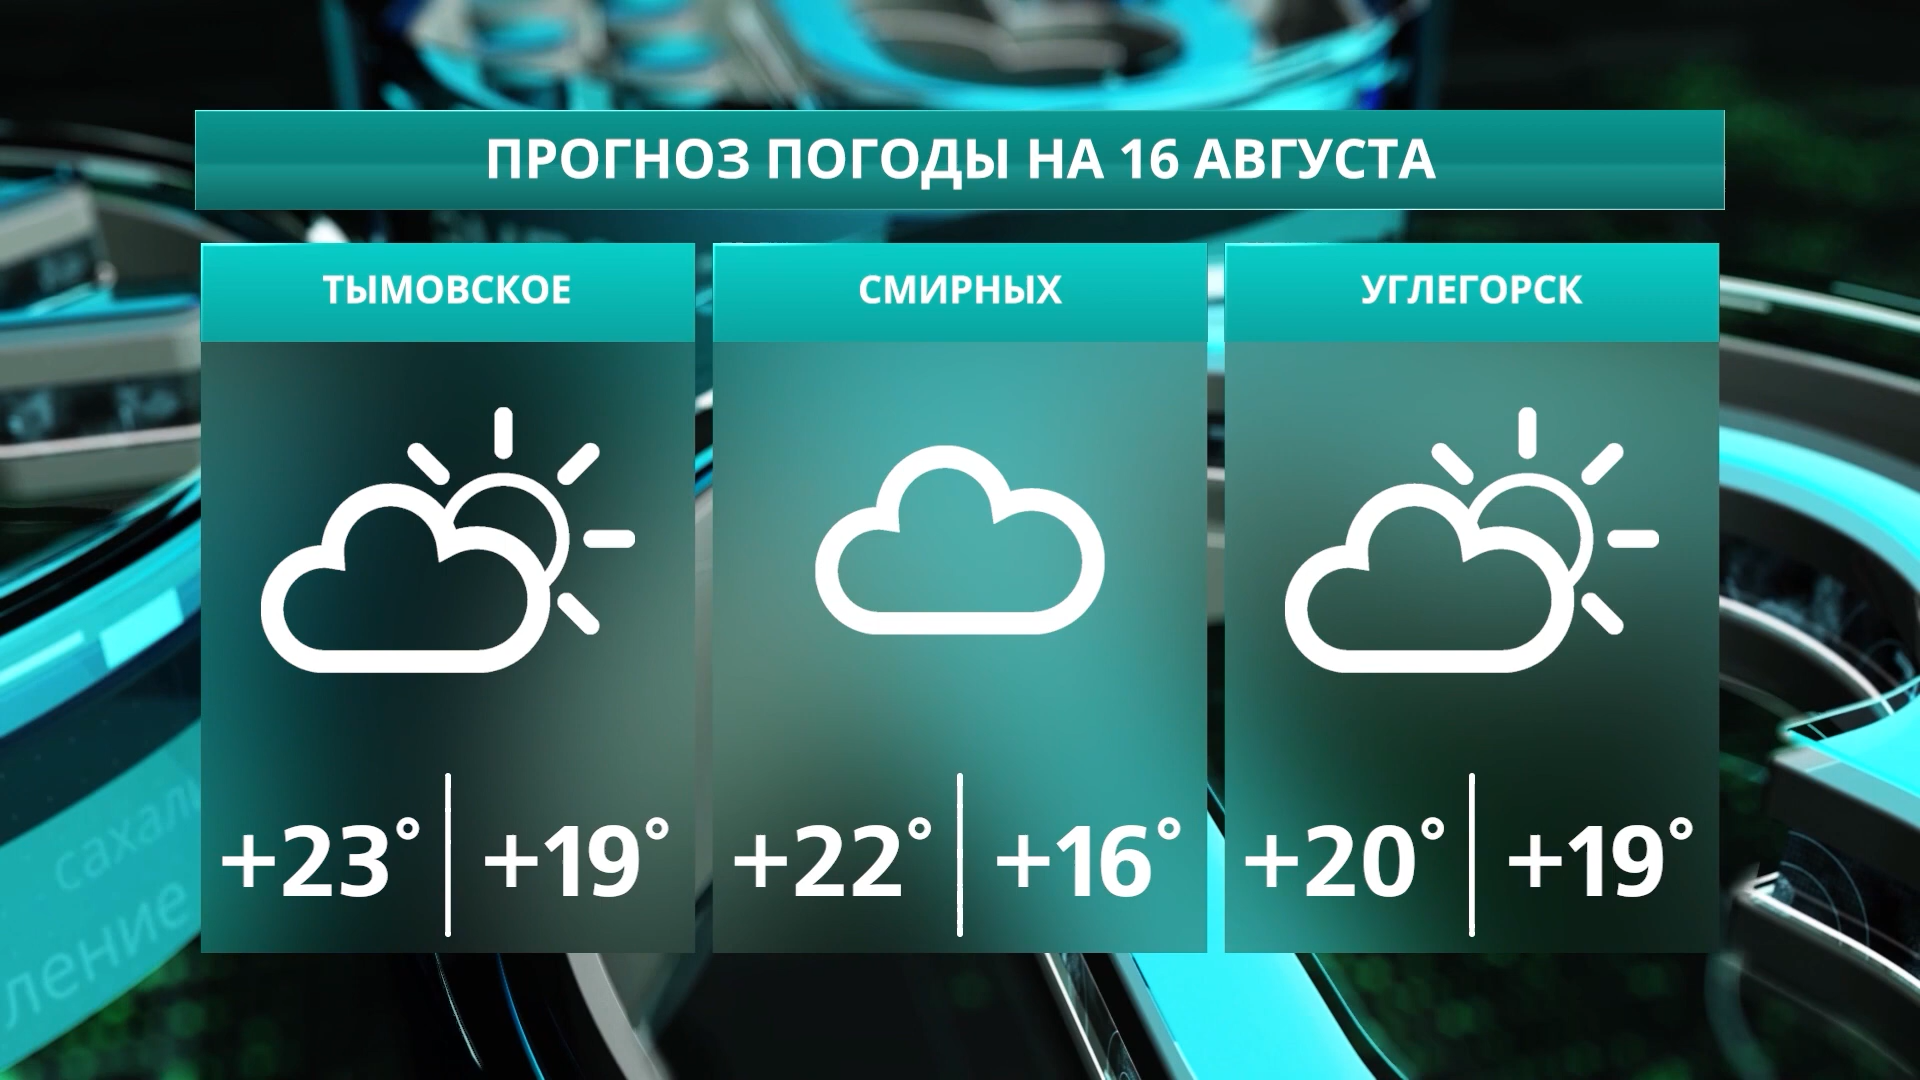 ПРОГНОЗ ПОГОДЫ НА 16 АВГУСТА
ТЫМОВСКОЕ
СМИРНЫХ
УГЛЕГОРСК
+23° +19°
+22° +16°
+20° +19°